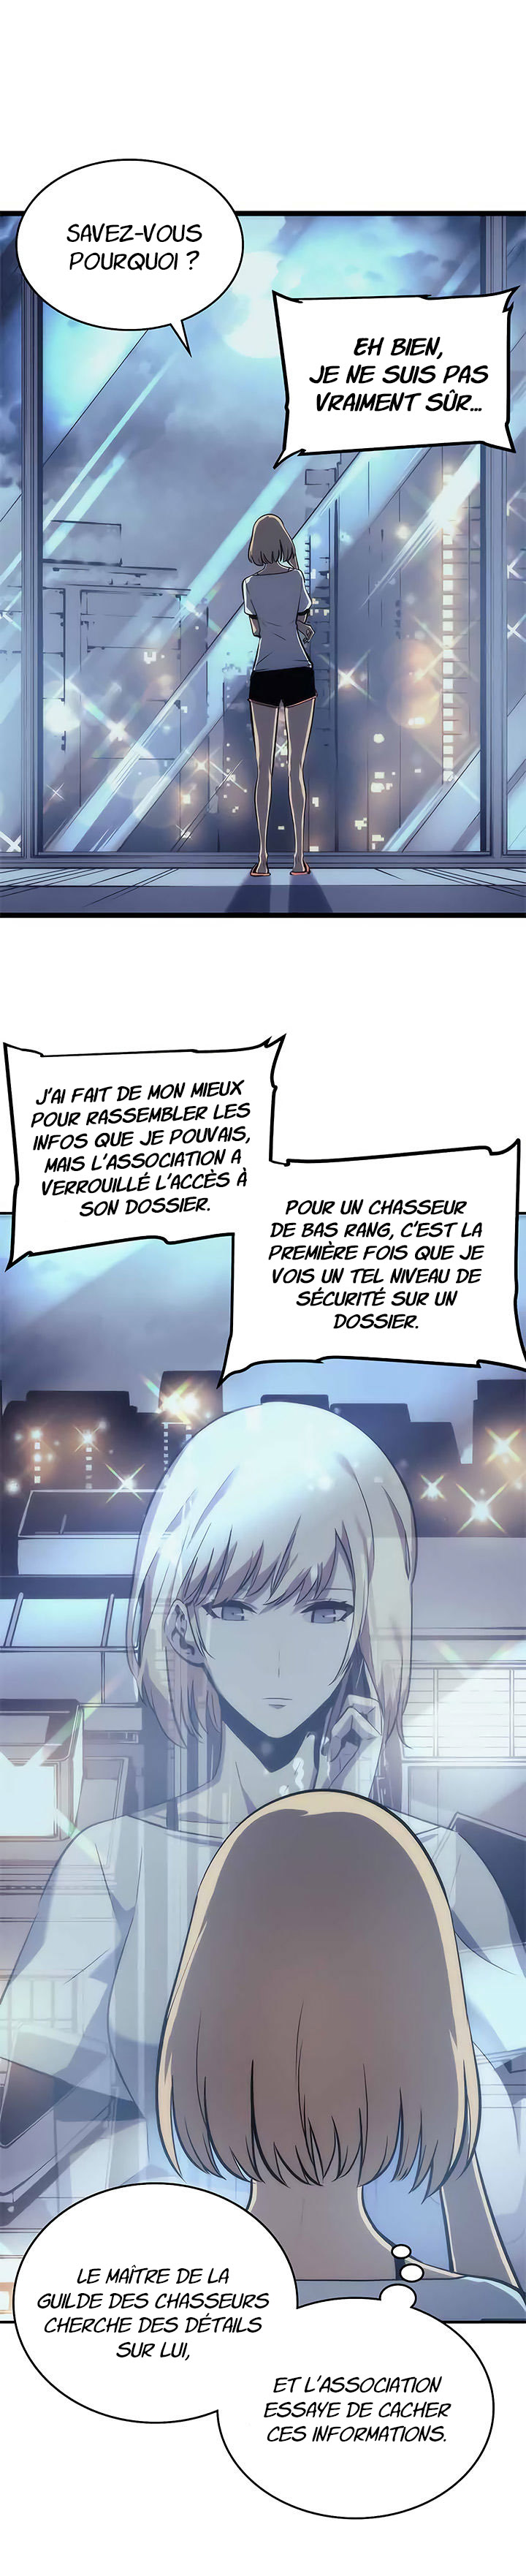 SAVEZ-VOUS
POURQUOI ?
EH BIEN,
JE NE SUIS PAS
VRAIMENT SÛR...
J'AI FAIT DE MON MIEUX
POUR RASSEMBLER LES
INFOS QUE JE POUVAIS,
MAIS L'ASSOCIATION A
VERROUILLÉ L'ACCÈS À
SON DOSSIER.
POUR UN CHASSEUR
DE BAS RANG, C'EST LA
PREMIÈRE FOIS QUE JE
VOIS UN TEL NIVEAU DE
SÉCURITÉ SUR UN
DOSSIER.
LE MAÎTRE DE LA
GUILDE DES CHASSEURS
CHERCHE DES DÉTAILS
SUR LUI,
ET L'ASSOCIATION
ESSAYE DE CACHER
CES INFORMATIONS.